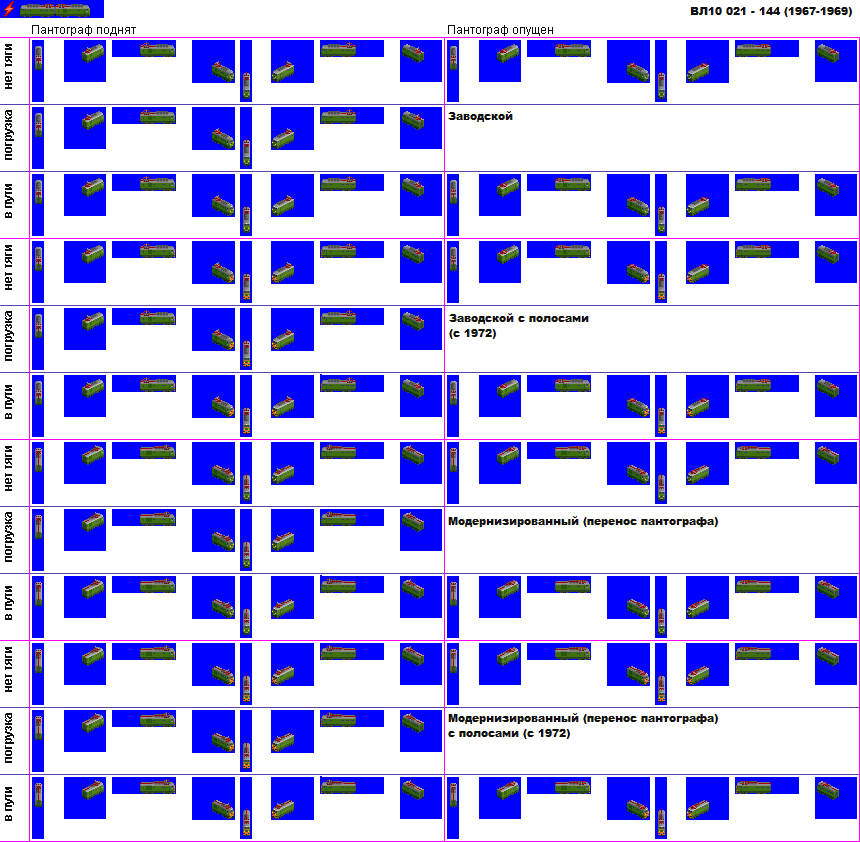 ВЛ10 021 - 144 (1967-1969)
Пантограф поднят
Пантограф опущен
нет тяги
погрузка
Заводской
в пути
нет тяги
погрузка
Заводской с полосами
(с 1972)
в пути
нет тяги
погрузка
Модернизированный (перенос пантографа)
в пути
нет тяги
погрузка
Модернизированный (перенос пантографа)
с полосами (с 1972)
в пути